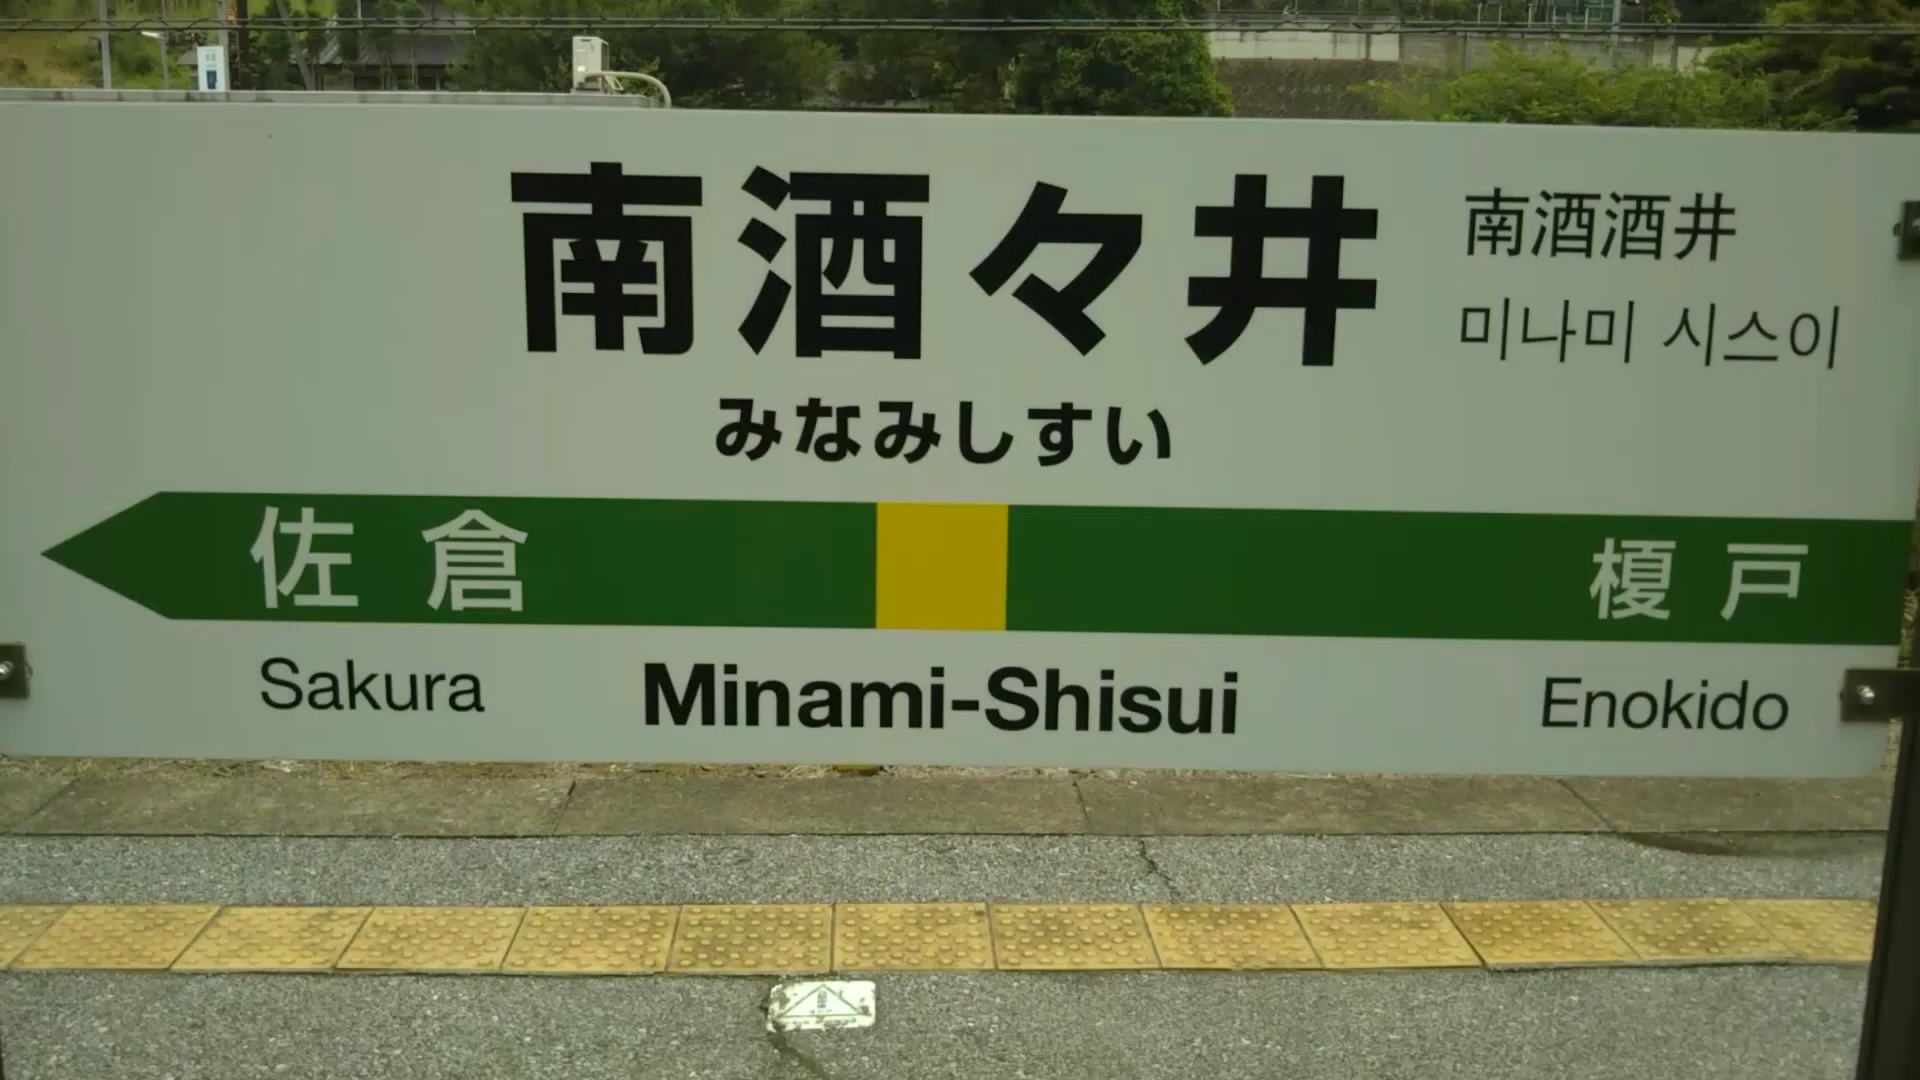 南酒々井
南酒酒井
미나미 시스이
みなみしすい
佐倉
榎戸
Sakura
Minami-Shisui
Enokido